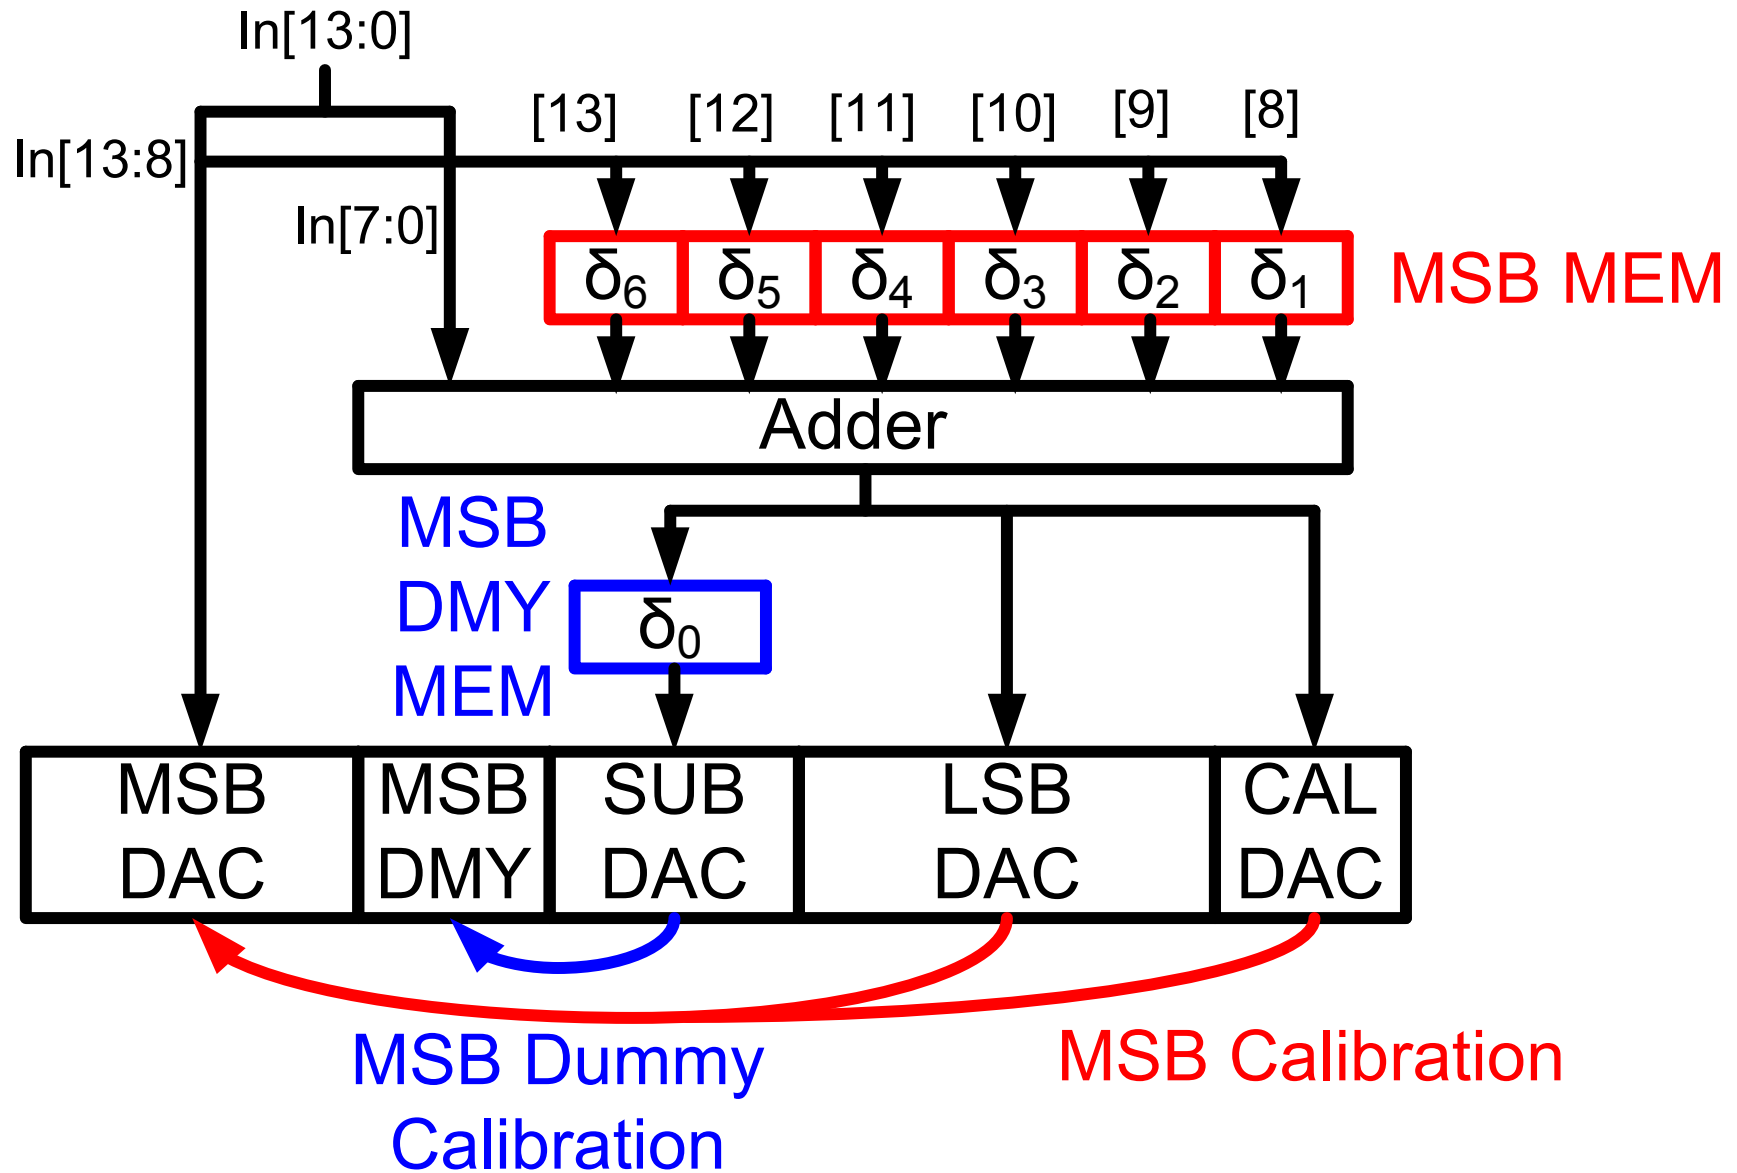 In[13:0]
[13] [12] [11] [10] [9] [8]
In[13:8]
In[7:0]
δ6 δ5 δ4 δ3 δ2 δ1
MSB MEM
Adder
MSB
DMY
MEM
δ0
MSB
DAC
MSB
DMY
SUB
DAC
LSB
DAC
CAL
DAC
MSB Dummy
Calibration
MSB Calibration